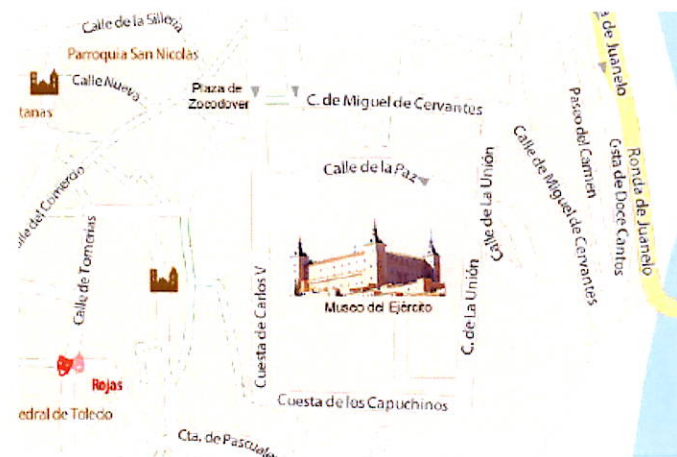 Calle de la Sillería
Parroquia San Nicolás
Calle Nueva
tanas
Plaza de
Zocodover
C. de Miguel de Cervantes
Calle de la Paz
Calle de La Unión
Calle de Miguel de Cervantes
Paseo del Carmen
Csta de Doce Cantos
a de Juanelo
Ronda de Juanelo
alle del Comercio
Calle de Tornerías
Cuesta de Carlos V
Museo del Ejército
C. de La Unión
Rojas
edral de Toledo
Cuesta de los Capuchinos
Cta. de Pascuales